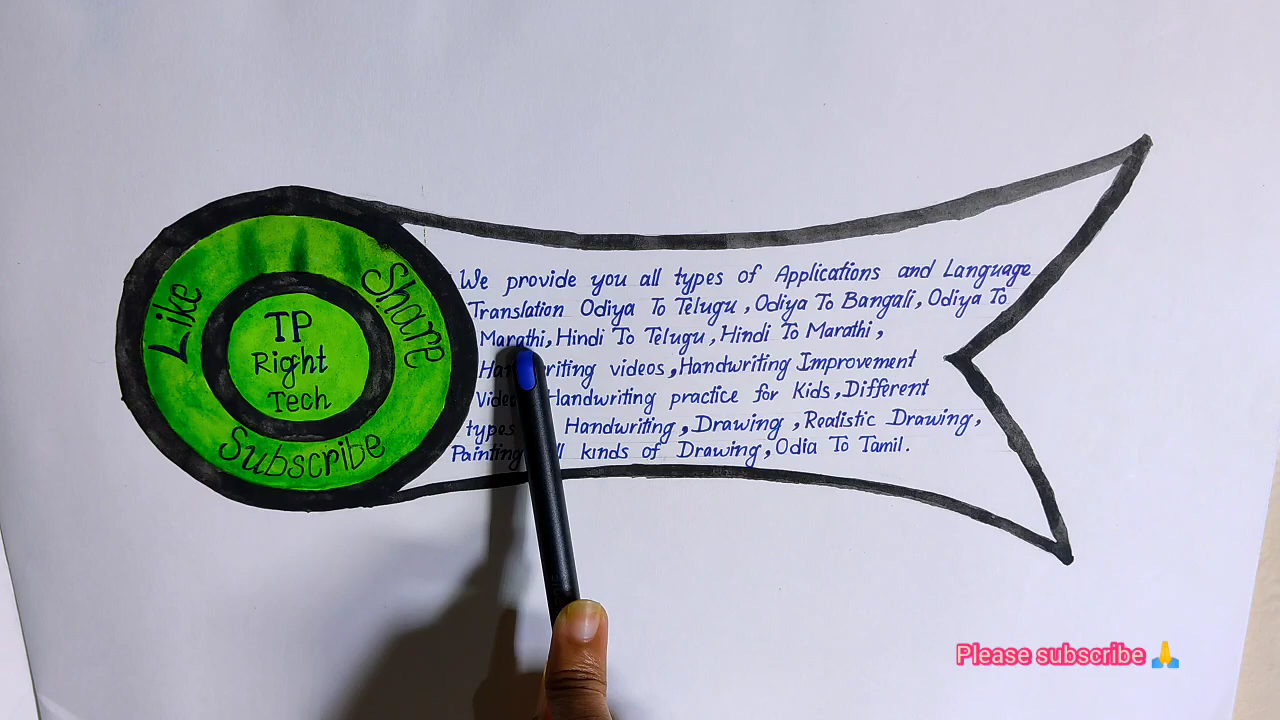 Like
Share
Subscribe
TP
Right
Tech
We provide you all types of Applications and Language
Translation Odiya To Telugu, Odiya To Bangali, Odiya To
Marathi, Hindi To Telugu, Hindi To Marathi,
videos, Handwriting Improvement
Handwriting practice for Kids, Different
types Handwriting, Drawing, Realistic Drawing,
Painting, kinds of Drawing, Odia To Tamil.
Please subscribe 🙏